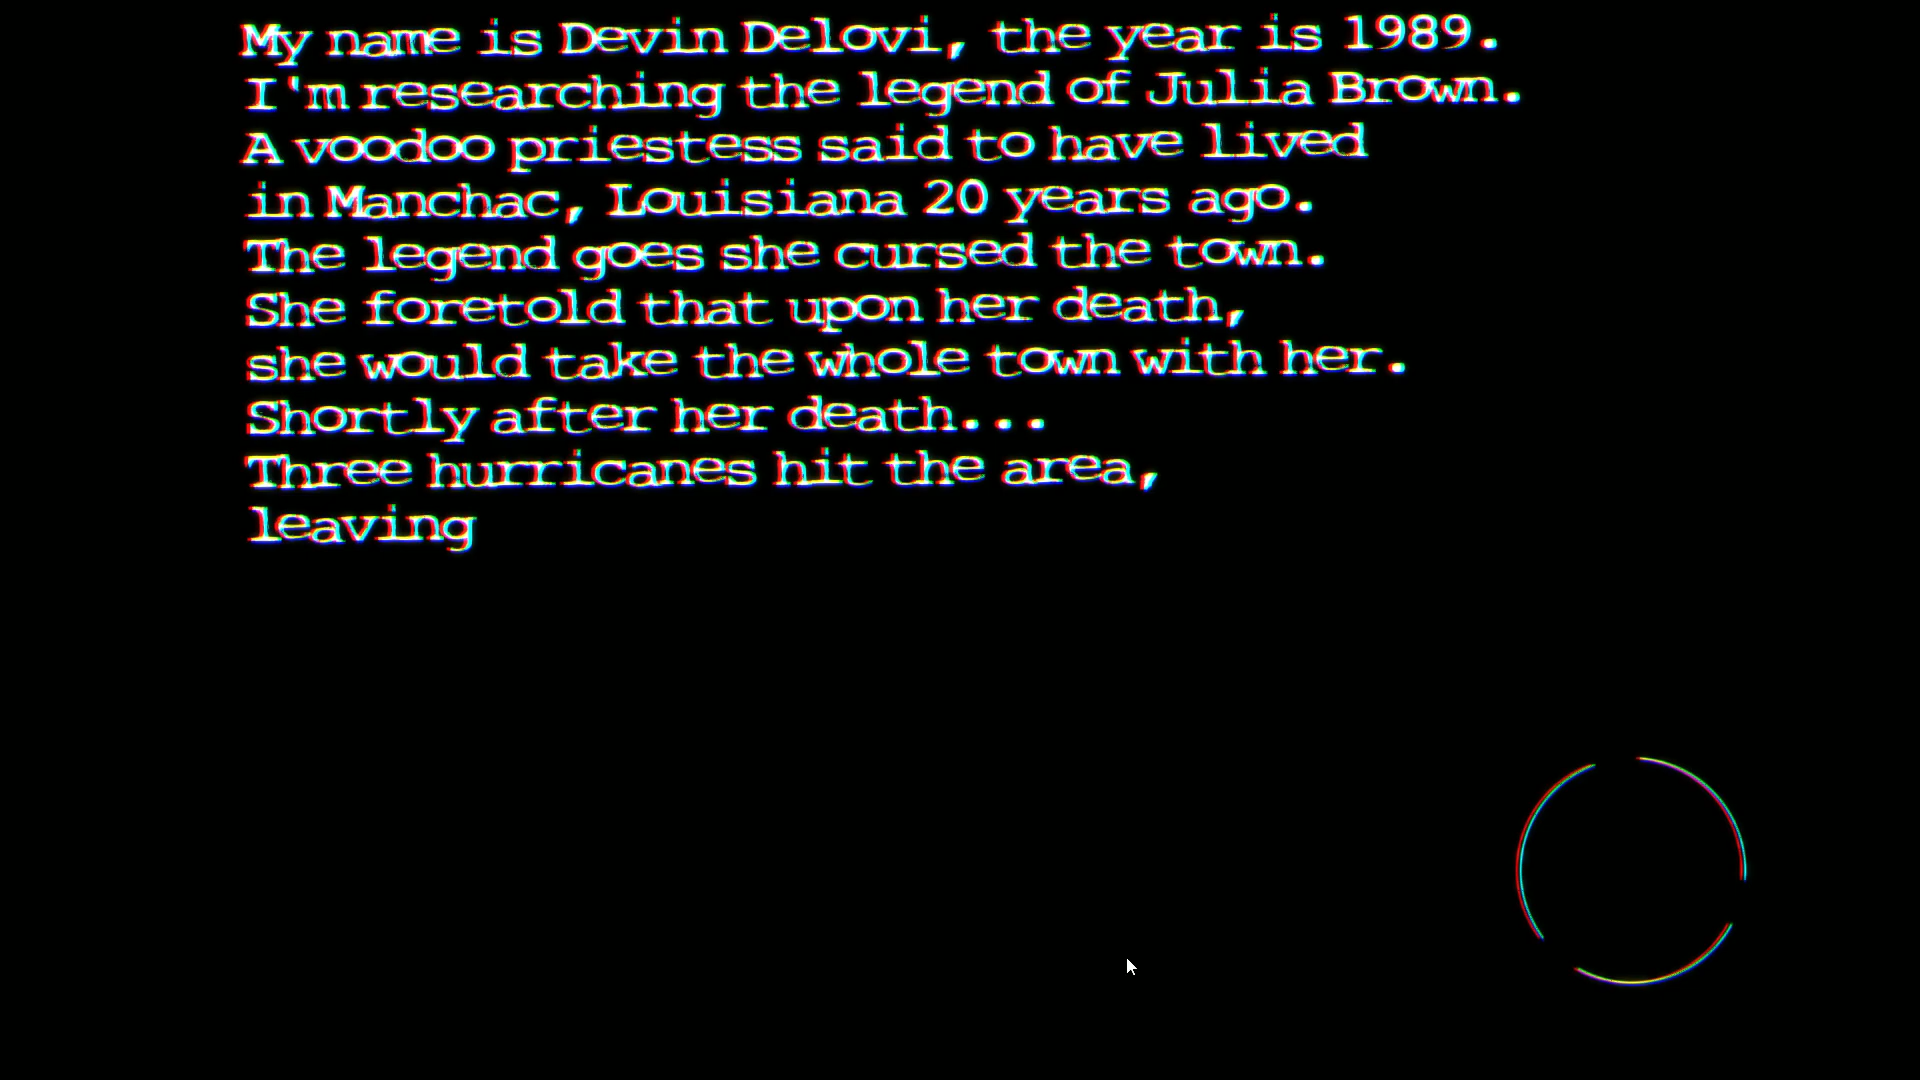 My name is Devin Delovi, the year is 1989.
I'm researching the legend of Julia Brown.
A voodoo priestess said to have lived
in Manchac, Louisiana 20 years ago.
The legend goes she cursed the town.
She foretold that upon her death,
she would take the whole town with her.
Shortly after her death...
Three hurricanes hit the area,
leaving